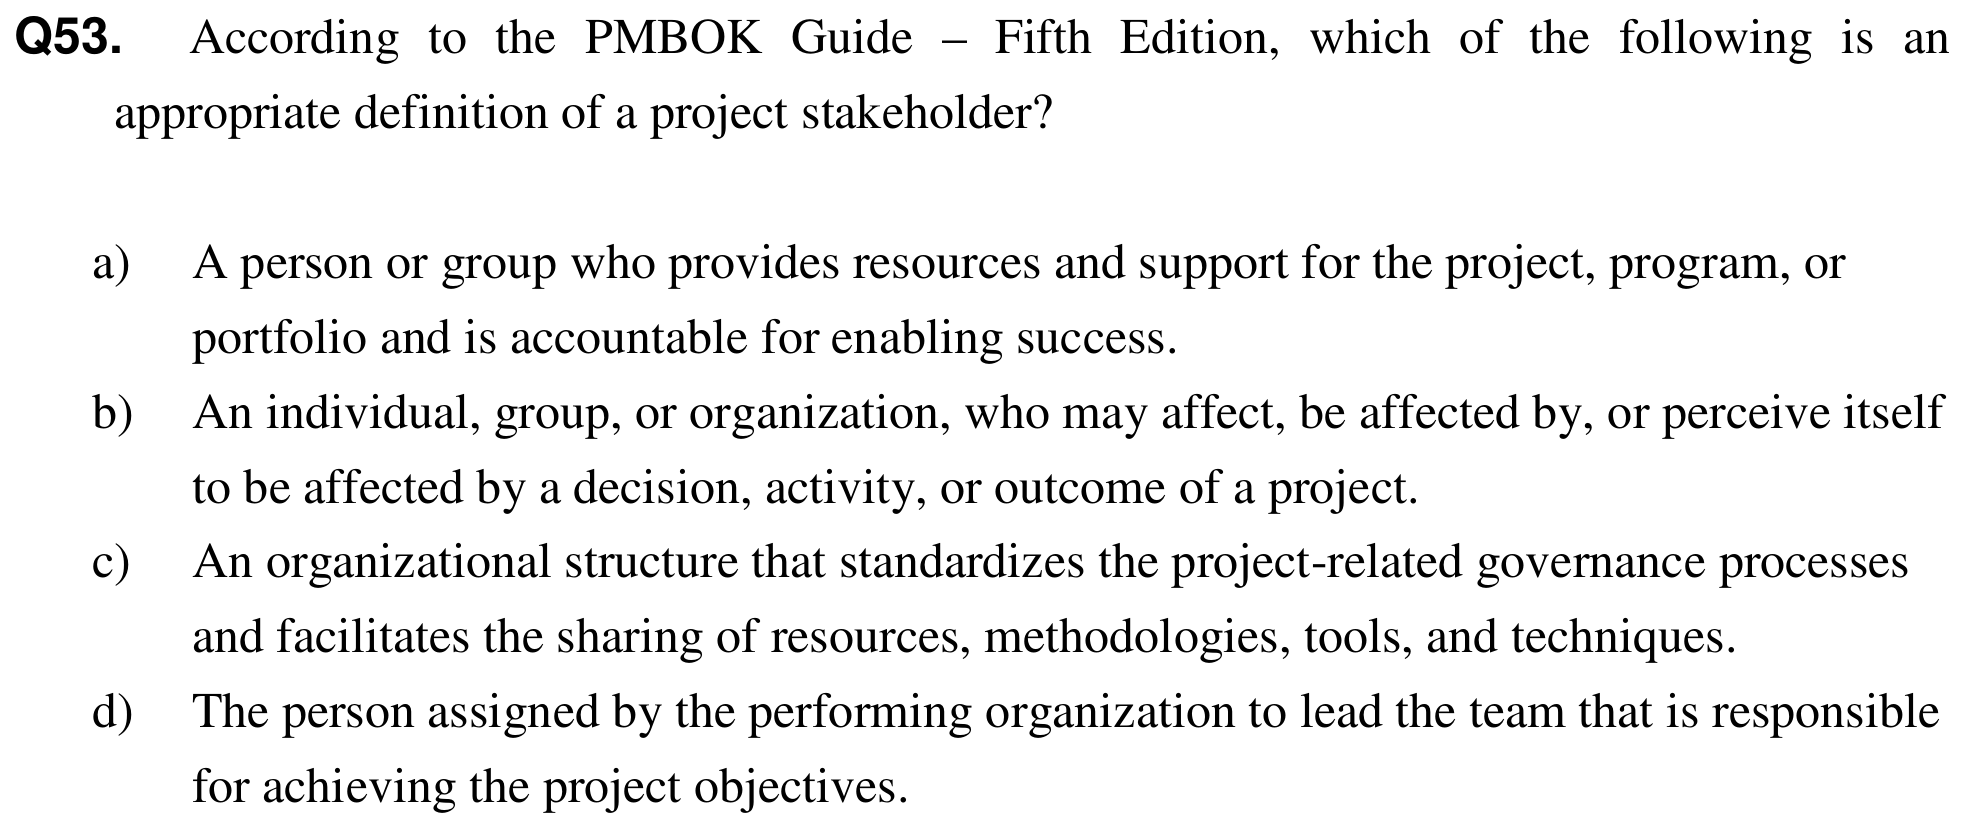 Q53. According to the PMBOK Guide – Fifth Edition, which of the following is an
appropriate definition of a project stakeholder?
a) A person or group who provides resources and support for the project, program, or
portfolio and is accountable for enabling success.
b) An individual, group, or organization, who may affect, be affected by, or perceive itself
to be affected by a decision, activity, or outcome of a project.
c) An organizational structure that standardizes the project-related governance processes
and facilitates the sharing of resources, methodologies, tools, and techniques.
d) The person assigned by the performing organization to lead the team that is responsible
for achieving the project objectives.